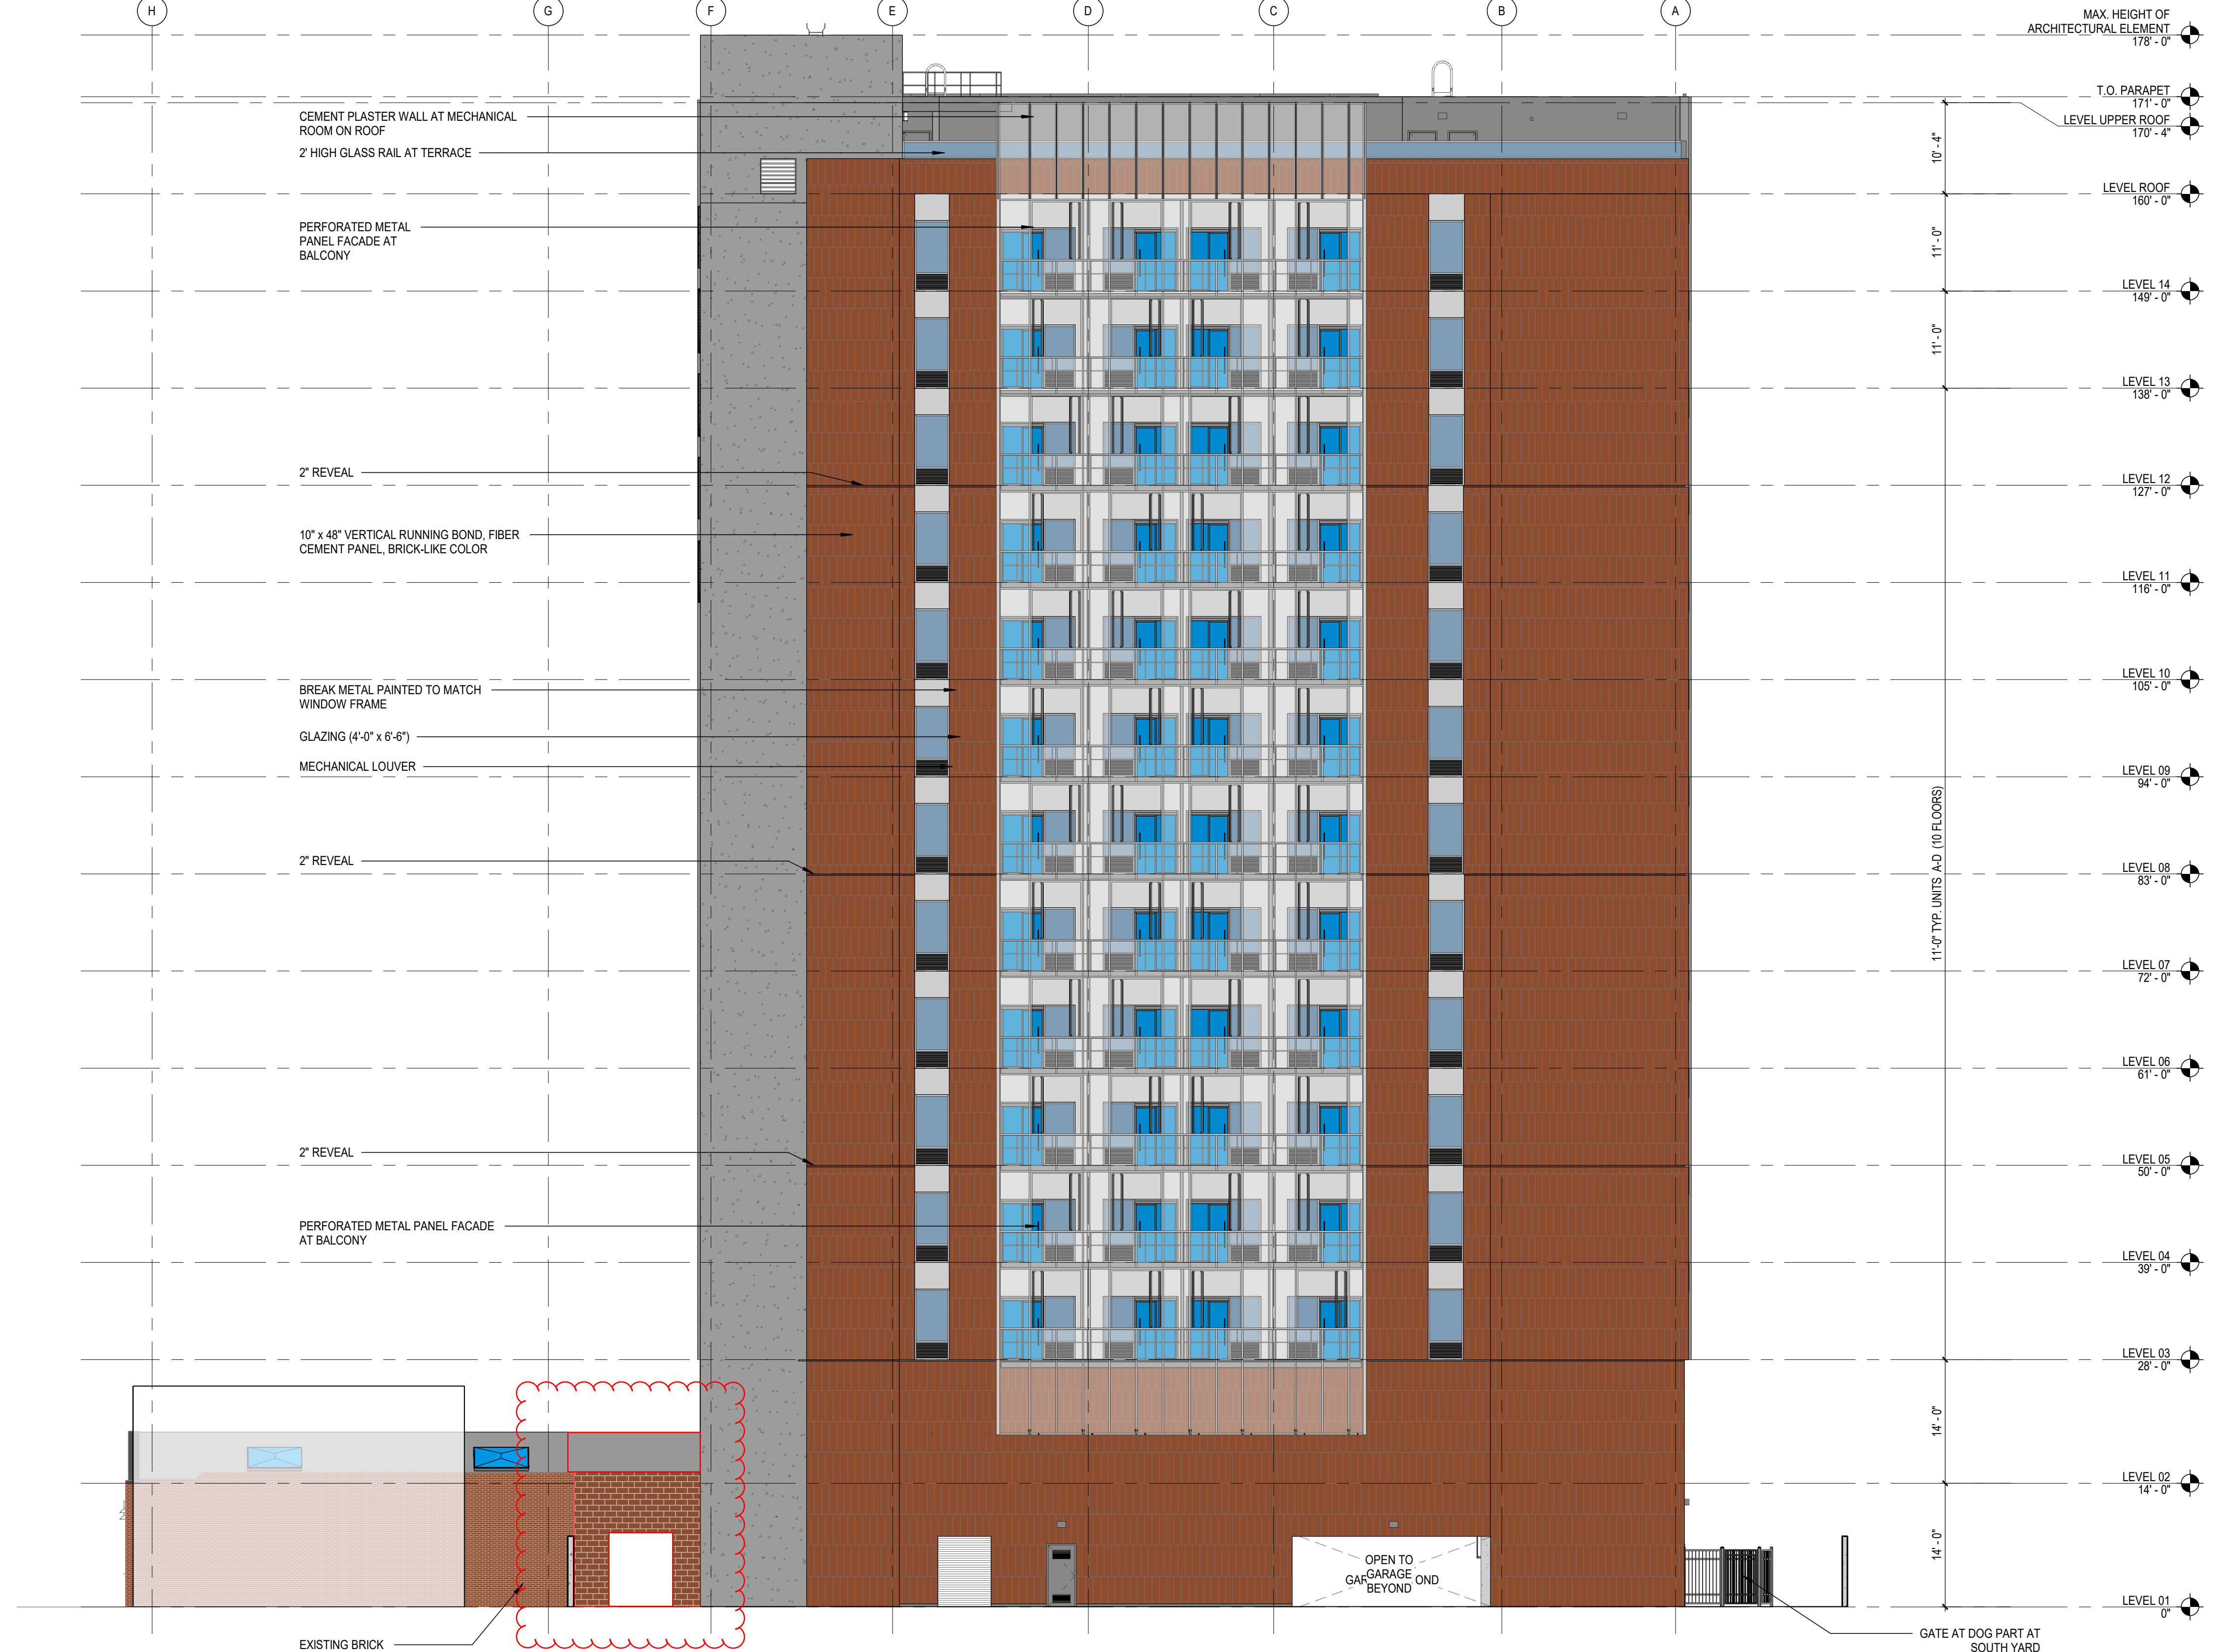 H
G
F
E
D
C
B
A
MAX. HEIGHT OF
ARCHITECTURAL ELEMENT
178' - 0"
T.O. PARAPET
171' - 0"
LEVEL UPPER ROOF
170' - 4"
LEVEL ROOF
160' - 0"
LEVEL 14
149' - 0"
LEVEL 13
138' - 0"
LEVEL 12
127' - 0"
LEVEL 11
116' - 0"
LEVEL 10
105' - 0"
LEVEL 09
94' - 0"
LEVEL 08
83' - 0"
LEVEL 07
72' - 0"
LEVEL 06
61' - 0"
LEVEL 05
50' - 0"
LEVEL 04
39' - 0"
LEVEL 03
28' - 0"
LEVEL 02
14' - 0"
LEVEL 01
0"
10' - 4"
11' - 0"
11' - 0"
11'-0" TYP. UNITS A-D (10 FLOORS)
14' - 0"
14' - 0"
CEMENT PLASTER WALL AT MECHANICAL
ROOM ON ROOF
2' HIGH GLASS RAIL AT TERRACE
PERFORATED METAL
PANEL FACADE AT
BALCONY
2" REVEAL
10" x 48" VERTICAL RUNNING BOND, FIBER
CEMENT PANEL, BRICK-LIKE COLOR
BREAK METAL PAINTED TO MATCH
WINDOW FRAME
GLAZING (4'-0" x 6'-6")
MECHANICAL LOUVER
2" REVEAL
2" REVEAL
PERFORATED METAL PANEL FACADE
AT BALCONY
EXISTING BRICK
OPEN TO
GARAGE
BEYOND
GATE AT DOG PART AT
SOUTH YARD